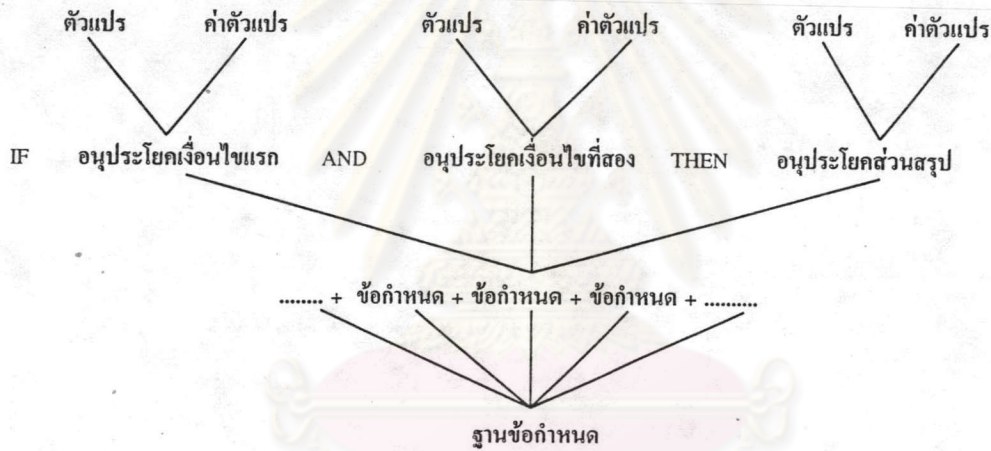 ตัวแปร ค่าตัวแปร ตัวแปร ค่าตัวแปร ตัวแปร ค่าตัวแปร
IF อนุประโยคเงื่อนไขแรก AND อนุประโยคเงื่อนไขที่สอง THEN อนุประโยคส่วนสรุป
........ + ข้อกำหนด + ข้อกำหนด + ข้อกำหนด + ..........
ฐานข้อกำหนด